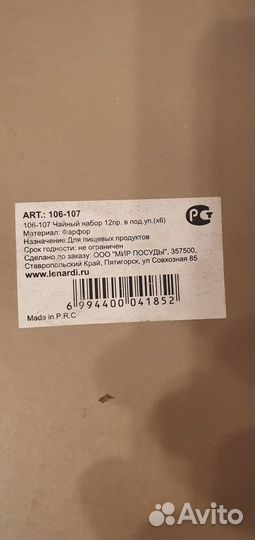 ART.: 106-107
106-107 Чайный набор 12пр. в под.уп.(х6)
Материал: Фарфор
Назначение:Для пищевых продуктов
Срок годности: не ограничен
Сделано по заказу: ООО "МИР ПОСУДЫ", 357500,
Ставропольский Край, Пятигорск, ул Совхозная 85
www.lenardi.ru
6 994400 041852
Made in P.R.C
Avito